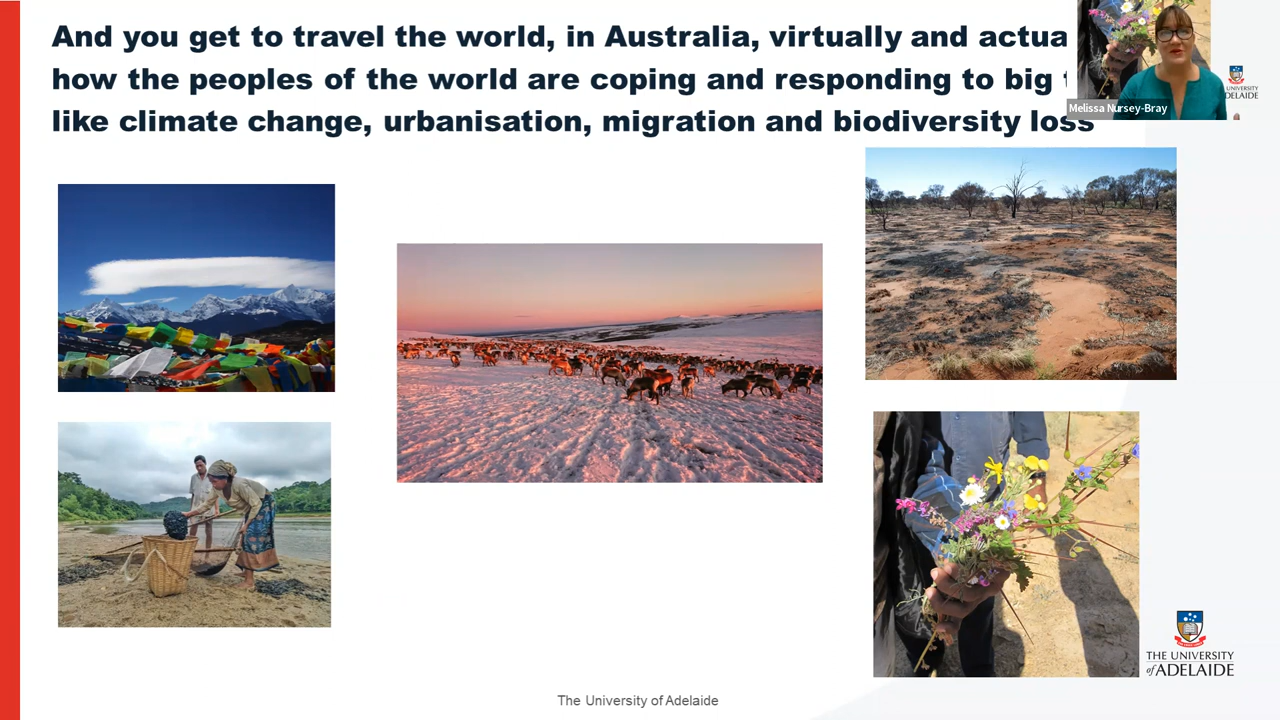 And you get to travel the world, in Australia, virtually and
how the peoples of the world are coping and responding to big
like climate change, urbanisation, migration and biodiversity loss
Melissa Nursey-Bray
UNIVERSITY
ADELAIDE
THE UNIVERSITY
of ADELAIDE
The University of Adelaide